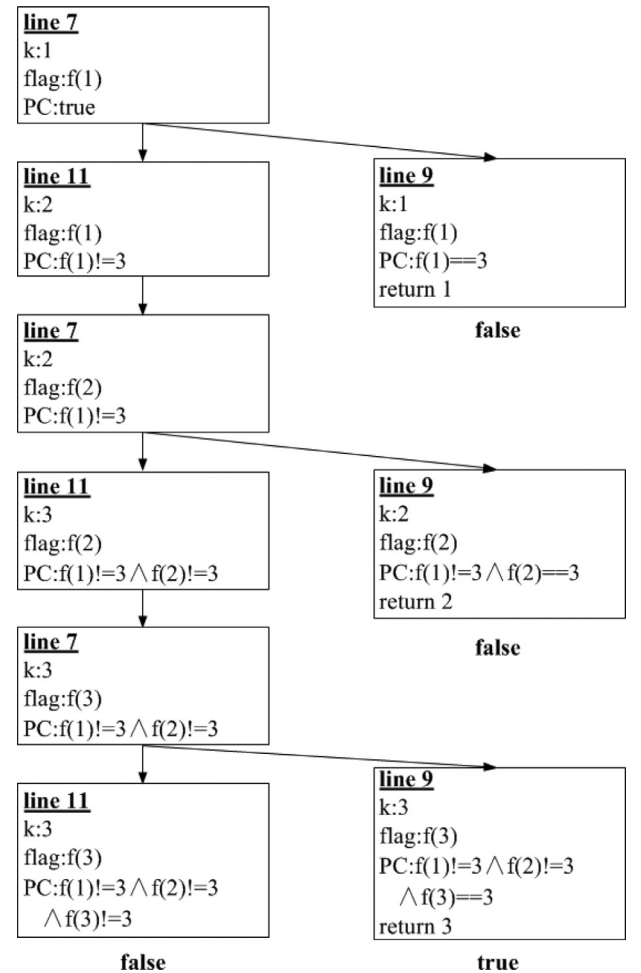 line 7
k:1
flag:f(1)
PC:true
line 11
k:2
flag:f(1)
PC:f(1)!=3
line 9
k:1
flag:f(1)
PC:f(1)==3
return 1
false
line 7
k:2
flag:f(2)
PC:f(1)!=3
line 11
k:3
flag:f(2)
PC:f(1)!=3∧f(2)!=3
line 9
k:2
flag:f(2)
PC:f(1)!=3∧f(2)==3
return 2
false
line 7
k:3
flag:f(3)
PC:f(1)!=3∧f(2)!=3
line 11
k:3
flag:f(3)
PC:f(1)!=3∧f(2)!=3
∧f(3)!=3
false
line 9
k:3
flag:f(3)
PC:f(1)!=3∧f(2)!=3
∧f(3)==3
return 3
true